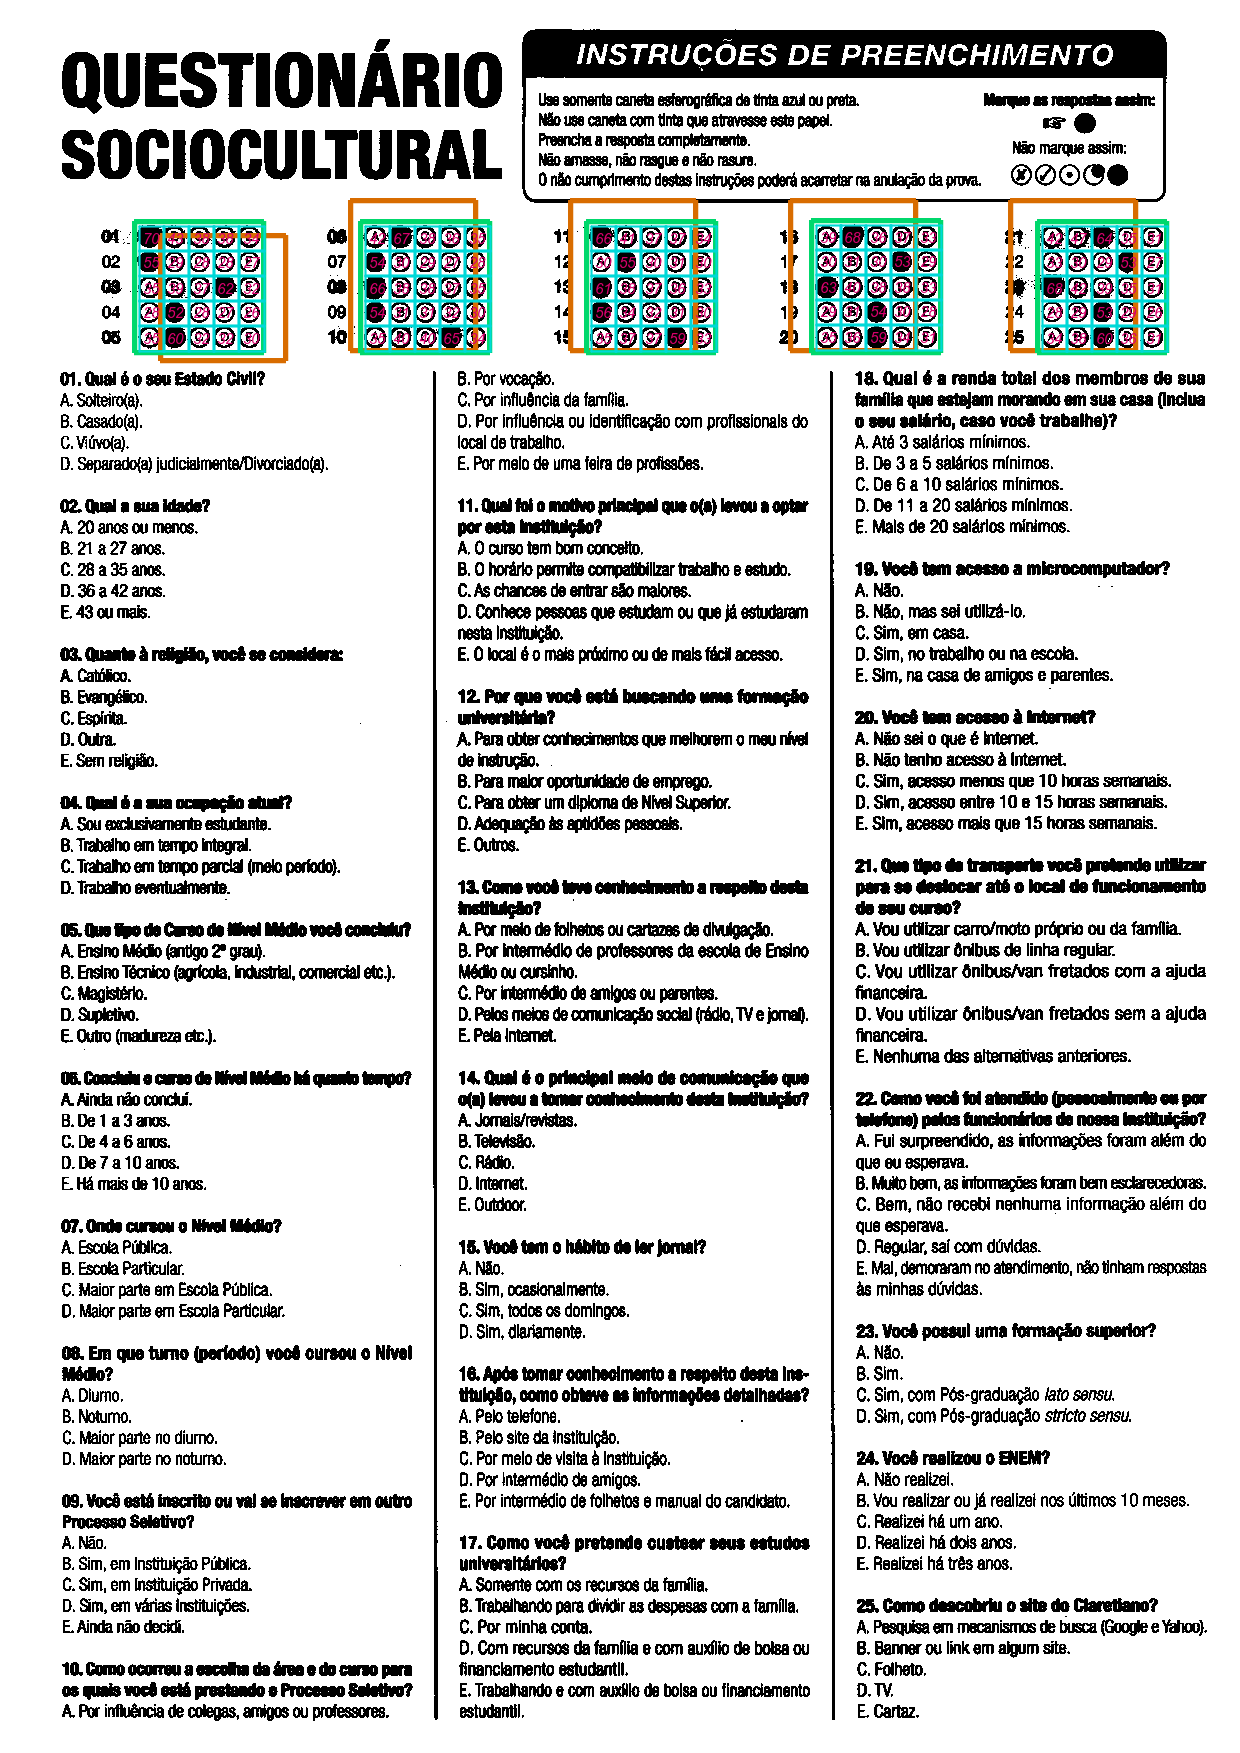 QUESTIONÁRIO
SOCIOCULTURAL
INSTRUÇÕES DE PREENCHIMENTO
Use somente caneta esferográfica de tinta azul ou preta.
Não use caneta com tinta que atravesse este papel.
Preencha a resposta completamente.
Não amasse, não rasgue e não rasure.
O não cumprimento destas instruções poderá acarretar na anulação da prova.
Marque as respostas assim:
Não marque assim:
01. Qual é o seu Estado Civil?
A. Solteiro(a).
B. Casado(a).
C. Viúvo(a).
D. Separado(a) judicialmente/Divorciado(a).
02. Qual a sua idade?
A. 20 anos ou menos.
B. 21 a 27 anos.
C. 28 a 35 anos.
D. 36 a 42 anos.
E. 43 ou mais.
03. Quanto à religião, você se considera:
A. Católico.
B. Evangélico.
C. Espírita.
D. Outra.
E. Sem religião.
04. Qual é a sua ocupação atual?
A. Sou exclusivamente estudante.
B. Trabalho em tempo integral.
C. Trabalho em tempo parcial (meio período).
D. Trabalho eventualmente.
05. Que tipo de Curso de Nível Médio você concluiu?
A. Ensino Médio (antigo 2º grau).
B. Ensino Técnico (agrícola, industrial, comercial etc.).
C. Magistério.
D. Supletivo.
E. Outro (madureza etc.).
06. Concluiu o curso de Nível Médio há quanto tempo?
A. Ainda não concluí.
B. De 1 a 3 anos.
C. De 4 a 6 anos.
D. De 7 a 10 anos.
E. Há mais de 10 anos.
07. Onde cursou o Nível Médio?
A. Escola Pública.
B. Escola Particular.
C. Maior parte em Escola Pública.
D. Maior parte em Escola Particular.
08. Em que turno (período) você cursou o Nível
Médio?
A. Diurno.
B. Noturno.
C. Maior parte no diurno.
D. Maior parte no noturno.
09. Você está inscrito ou vai se inscrever em outro
Processo Seletivo?
A. Não.
B. Sim, em Instituição Pública.
C. Sim, em Instituição Privada.
D. Sim, em várias Instituições.
E. Ainda não decidi.
10. Como ocorreu a escolha da área e do curso para
os quais você está prestando o Processo Seletivo?
A. Por influência de colegas, amigos ou professores.
B. Por vocação.
C. Por influência da família.
D. Por influência ou identificação com profissionais do
local de trabalho.
E. Por meio de uma feira de profissões.
11. Qual foi o motivo principal que o(a) levou a optar
por esta Instituição?
A. O curso tem bom conceito.
B. O horário permite compatibilizar trabalho e estudo.
C. As chances de entrar são maiores.
D. Conhece pessoas que estudam ou que já estudaram
nesta Instituição.
E. O local é o mais próximo ou de mais fácil acesso.
12. Por que você está buscando uma formação
universitária?
A. Para obter conhecimentos que melhorem o meu nível
de instrução.
B. Para maior oportunidade de emprego.
C. Para obter um diploma de Nível Superior.
D. Adequação às aptidões pessoais.
E. Outros.
13. Como você teve conhecimento a respeito desta
Instituição?
A. Por meio de folhetos ou cartazes de divulgação.
B. Por intermédio de professores da escola de Ensino
Médio ou cursinho.
C. Por intermédio de amigos ou parentes.
D. Pelos meios de comunicação social (rádio, TV e jornal).
E. Pela Internet.
14. Qual é o principal meio de comunicação que
o(a) levou a tomar conhecimento desta Instituição?
A. Jornais/revistas.
B. Televisão.
C. Rádio.
D. Internet.
E. Outdoor.
15. Você tem o hábito de ler jornal?
A. Não.
B. Sim, ocasionalmente.
C. Sim, todos os domingos.
D. Sim, diariamente.
16. Após tomar conhecimento a respeito desta Ins-
tituição, como obteve as informações detalhadas?
A. Pelo telefone.
B. Pelo site da Instituição.
C. Por meio de visita à Instituição.
D. Por intermédio de amigos.
E. Por intermédio de folhetos e manual do candidato.
17. Como você pretende custear seus estudos
universitários?
A. Somente com os recursos da família.
B. Trabalhando para dividir as despesas com a família.
C. Por minha conta.
D. Com recursos da família e com auxílio de bolsa ou
financiamento estudantil.
E. Trabalhando e com auxílio de bolsa ou financiamento
estudantil.
18. Qual é a renda total dos membros de sua
família que estejam morando em sua casa (inclua
o seu salário, caso você trabalhe)?
A. Até 3 salários mínimos.
B. De 3 a 5 salários mínimos.
C. De 6 a 10 salários mínimos.
D. De 11 a 20 salários mínimos.
E. Mais de 20 salários mínimos.
19. Você tem acesso a microcomputador?
A. Não.
B. Não, mas sei utilizá-lo.
C. Sim, em casa.
D. Sim, no trabalho ou na escola.
E. Sim, na casa de amigos e parentes.
20. Você tem acesso à Internet?
A. Não sei o que é Internet.
B. Não tenho acesso à Internet.
C. Sim, acesso menos que 10 horas semanais.
D. Sim, acesso entre 10 e 15 horas semanais.
E. Sim, acesso mais que 15 horas semanais.
21. Que tipo de transporte você pretende utilizar
para se deslocar até o local de funcionamento
de seu curso?
A. Vou utilizar carro/moto próprio ou da família.
B. Vou utilizar ônibus de linha regular.
C. Vou utilizar ônibus/van fretados com a ajuda
financeira.
D. Vou utilizar ônibus/van fretados sem a ajuda
financeira.
E. Nenhuma das alternativas anteriores.
22. Como você foi atendido (pessoalmente ou por
telefone) pelos funcionários de nossa Instituição?
A. Fui surpreendido, as informações foram além do
que eu esperava.
B. Muito bem, as informações foram bem esclarecedoras.
C. Bem, não recebi nenhuma informação além do
que esperava.
D. Regular, saí com dúvidas.
E. Mal, demoraram no atendimento, não tinham respostas
às minhas dúvidas.
23. Você possui uma formação superior?
A. Não.
B. Sim.
C. Sim, com Pós-graduação lato sensu.
D. Sim, com Pós-graduação stricto sensu.
24. Você realizou o ENEM?
A. Não realizei.
B. Vou realizar ou já realizei nos últimos 10 meses.
C. Realizei há um ano.
D. Realizei há dois anos.
E. Realizei há três anos.
25. Como descobriu o site do Claretiano?
A. Pesquisa em mecanismos de busca (Google e Yahoo).
B. Banner ou link em algum site.
C. Folheto.
D. TV.
E. Cartaz.